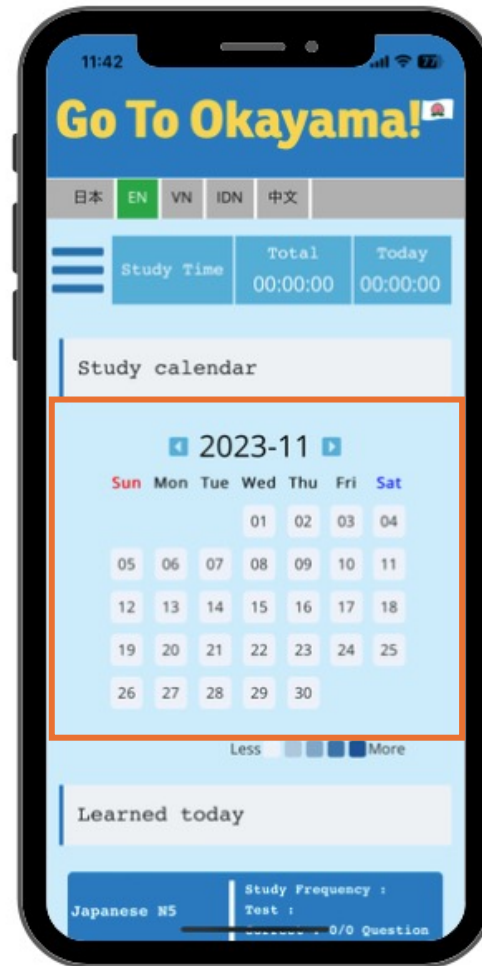 11:42 77
Go To Okayama!
日本 EN VN IDN 中文
Study Time Total 00:00:00 Today 00:00:00
Study calendar
2023-11
Sun Mon Tue Wed Thu Fri Sat
01 02 03 04
05 06 07 08 09 10 11
12 13 14 15 16 17 18
19 20 21 22 23 24 25
26 27 28 29 30
Less More
Learned today
Japanese N5
Study Frequency :
Test :
: 0/0 Question